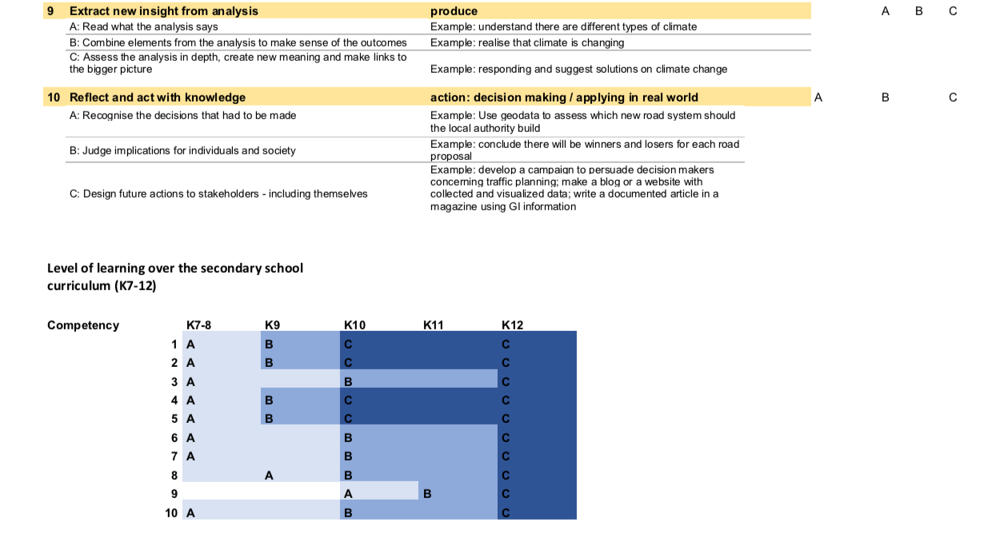 9 Extract new insight from analysis produce A B C
A: Read what the analysis says Example: understand there are different types of climate
B: Combine elements from the analysis to make sense of the outcomes Example: realise that climate is changing
C: Assess the analysis in depth, create new meaning and make links to
the bigger picture Example: responding and suggest solutions on climate change
10 Reflect and act with knowledge action: decision making / applying in real world A B C
A: Recognise the decisions that had to be made Example: Use geodata to assess which new road system should
the local authority build
B: Judge implications for individuals and society Example: conclude there will be winners and losers for each road
proposal
Example: develop a campaign to persuade decision makers
concerning traffic planning; make a blog or a website with
C: Design future actions to stakeholders - including themselves collected and visualized data; write a documented article in a
magazine using GI information
Level of learning over the secondary school
curriculum (K7-12)
Competency K7-8 K9 K10 K11 K12
1 A B C C
2 A B C C
3 A B C
4 A B C C
5 A B C C
6 A B C
7 A B C
8 A B C
9 A B C
10 A B C